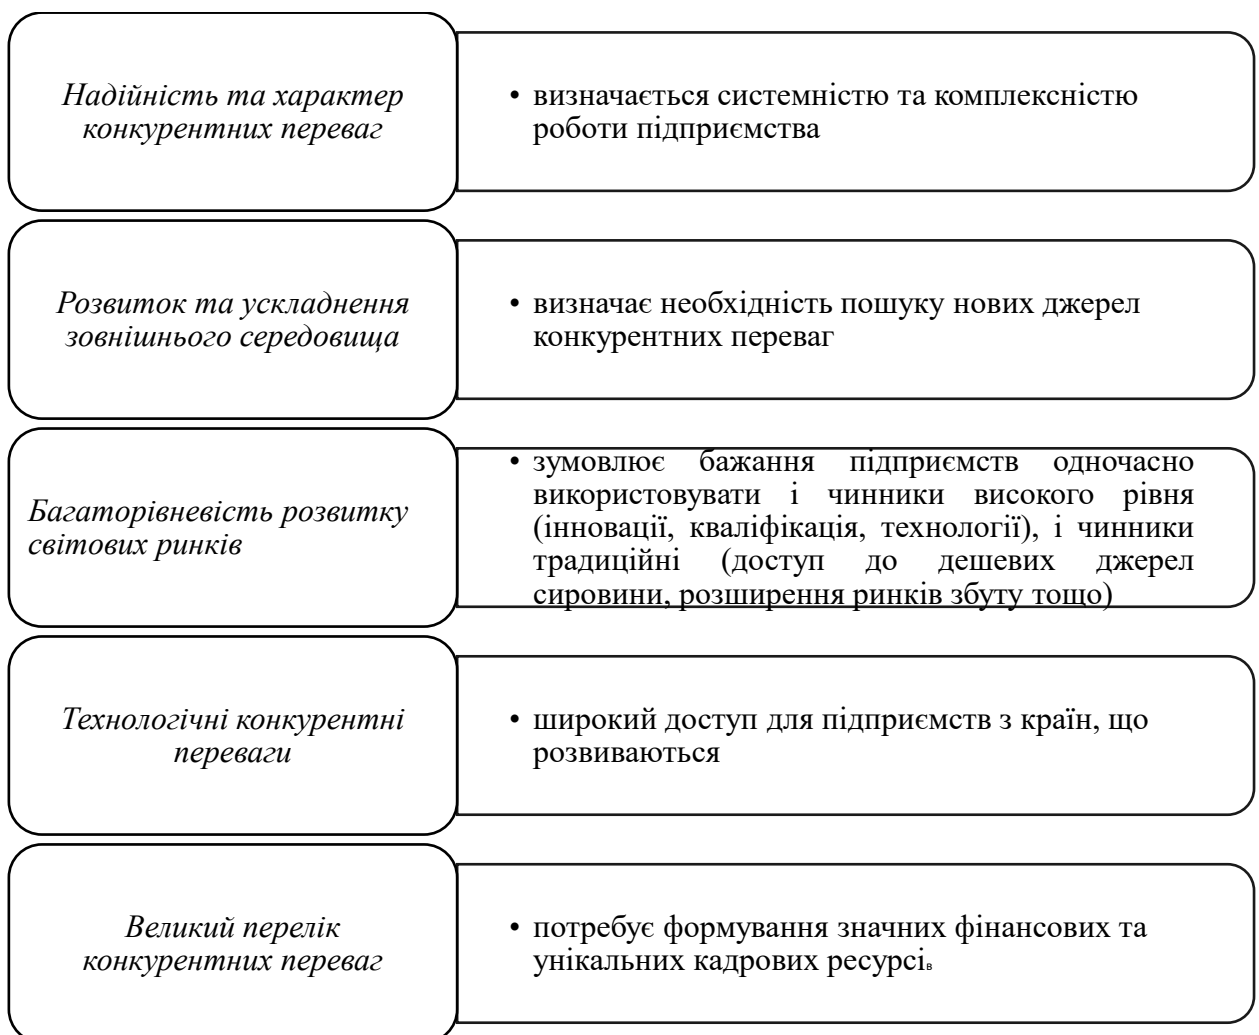 Надійність та характер
конкурентних переваг
• визначається системністю та комплексністю
роботи підприємства
Розвиток та ускладнення
зовнішнього середовища
• визначає необхідність пошуку нових джерел
конкурентних переваг
Багаторівневість розвитку
світових ринків
• зумовлює бажання підприємств одночасно
використовувати і чинники високого рівня
(інновації, кваліфікація, технології), і чинники
традиційні (доступ до дешевих джерел
сировини, розширення ринків збуту тощо)
Технологічні конкурентні
переваги
• широкий доступ для підприємств з країн, що
розвиваються
Великий перелік
конкурентних переваг
• потребує формування значних фінансових та
унікальних кадрових ресурсів